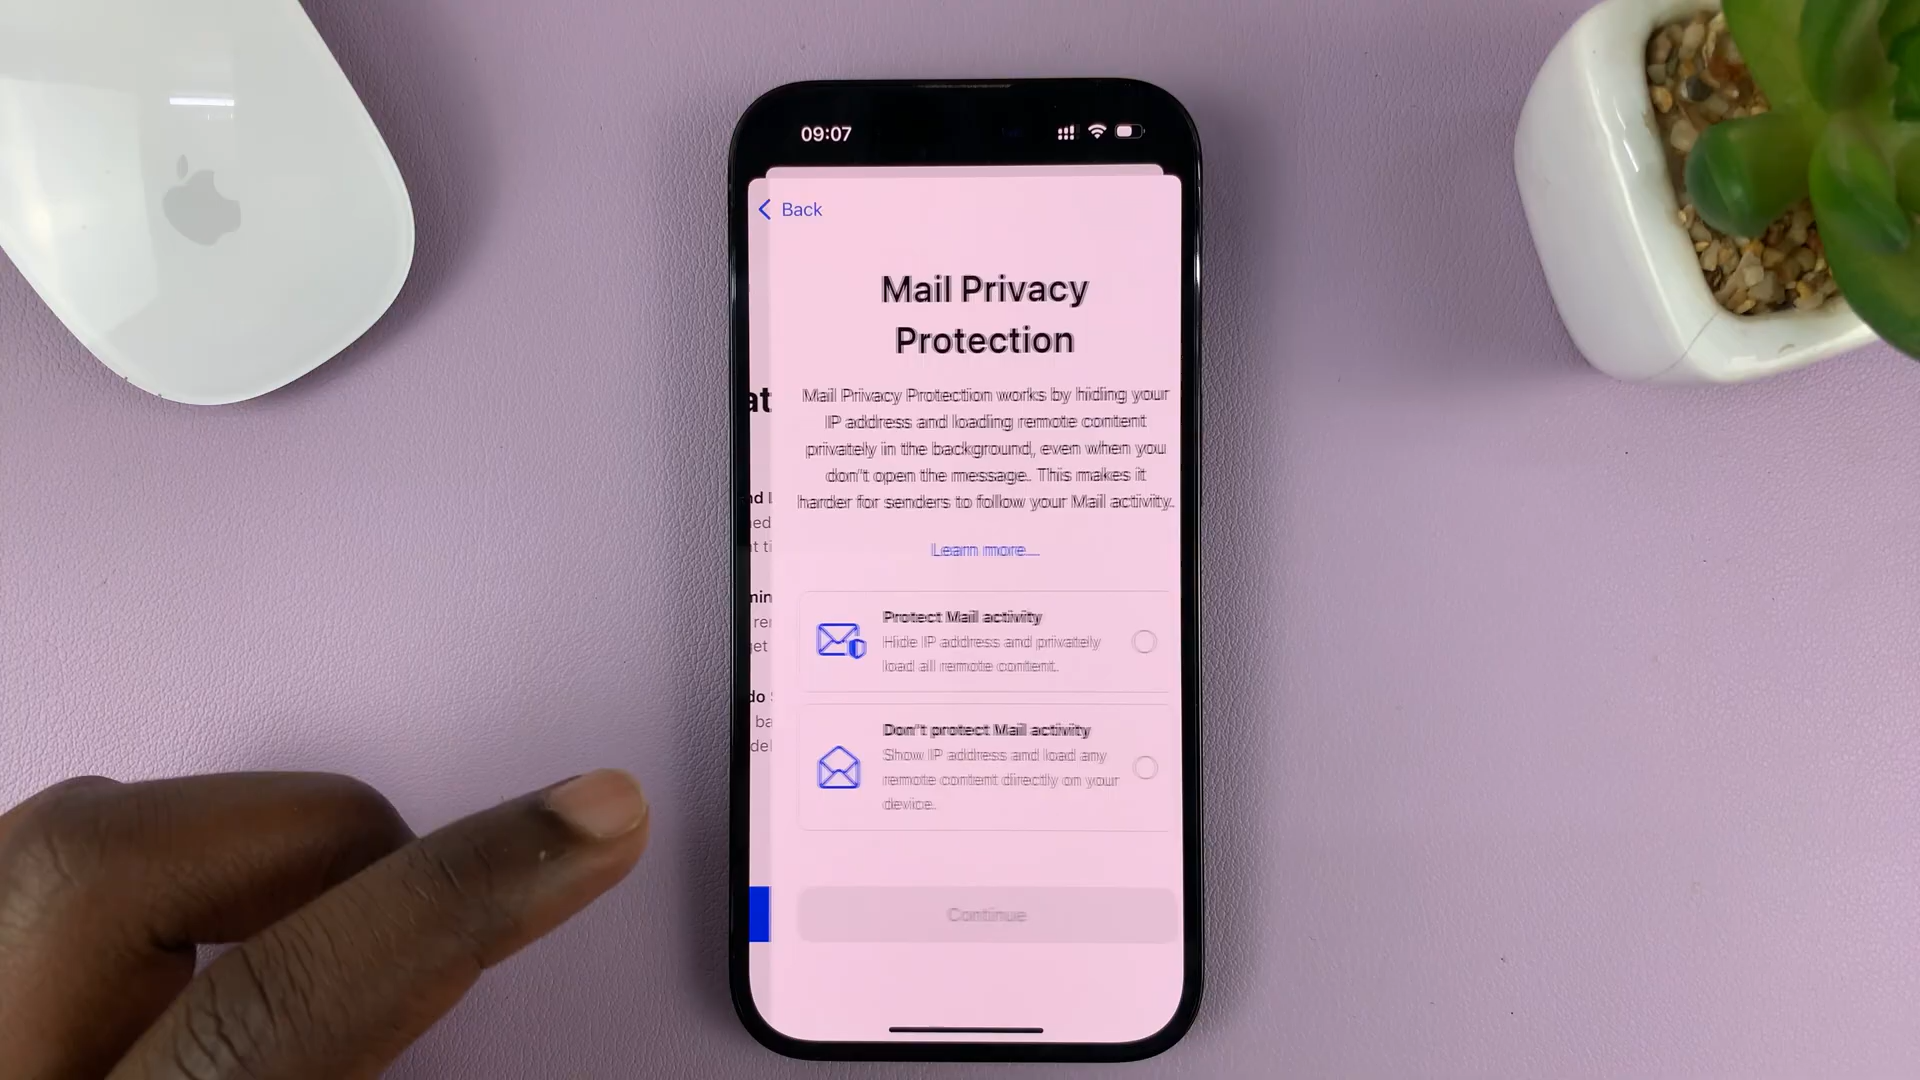 09:07
Back
Mail Privacy
Protection
Mail Privacy Protection works by hiding your
IP address and loading remote content
privately in the background, even when you
don't open the message. This makes it
harder for senders to follow your Mail activity.
Learn more...
Protect Mail activity
Hide IP address and privately
load all remote content.
Don't protect Mail activity
Show IP address and load any
remote content directly on your
device.
Continue